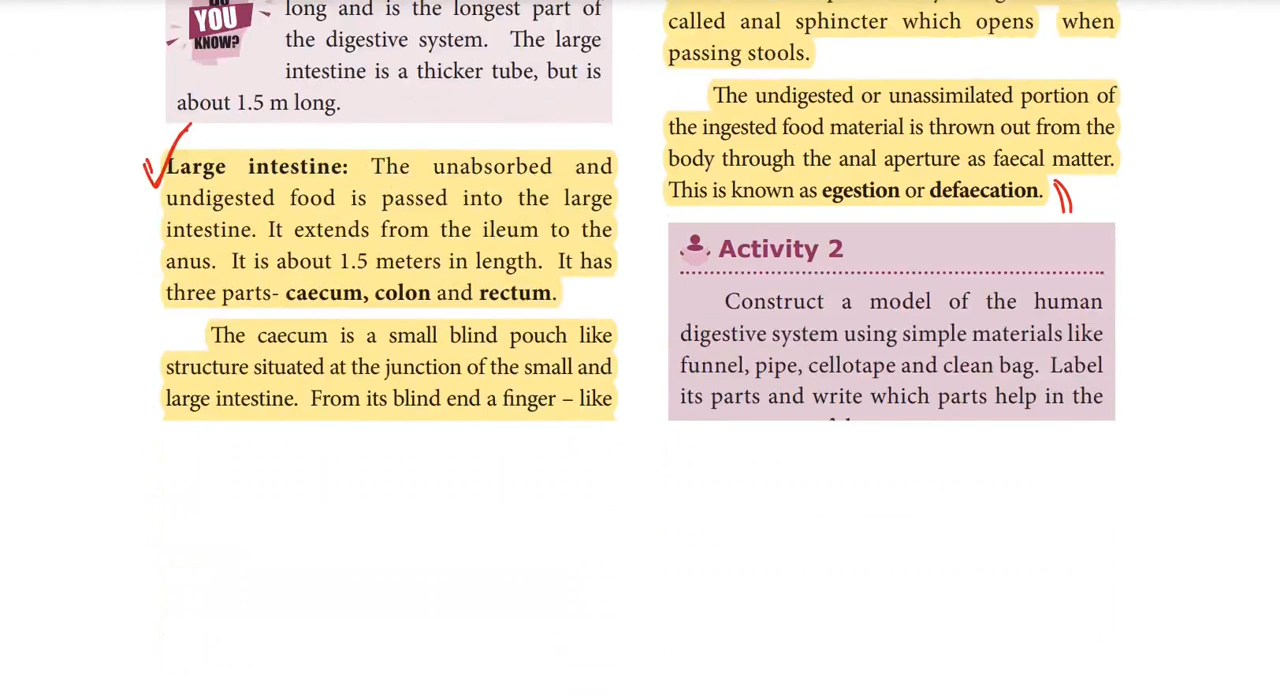 YOU
KNOW?
long and is the longest part of
the digestive system. The large
intestine is a thicker tube, but is
about 1.5 m long.
Large intestine: The unabsorbed and
undigested food is passed into the large
intestine. It extends from the ileum to the
anus. It is about 1.5 meters in length. It has
three parts- caecum, colon and rectum.
The caecum is a small blind pouch like
structure situated at the junction of the small and
large intestine. From its blind end a finger – like
called anal sphincter which opens when
passing stools.
The undigested or unassimilated portion of
the ingested food material is thrown out from the
body through the anal aperture as faecal matter.
This is known as egestion or defaecation.
Activity 2
Construct a model of the human
digestive system using simple materials like
funnel, pipe, cellotape and clean bag. Label
its parts and write which parts help in the